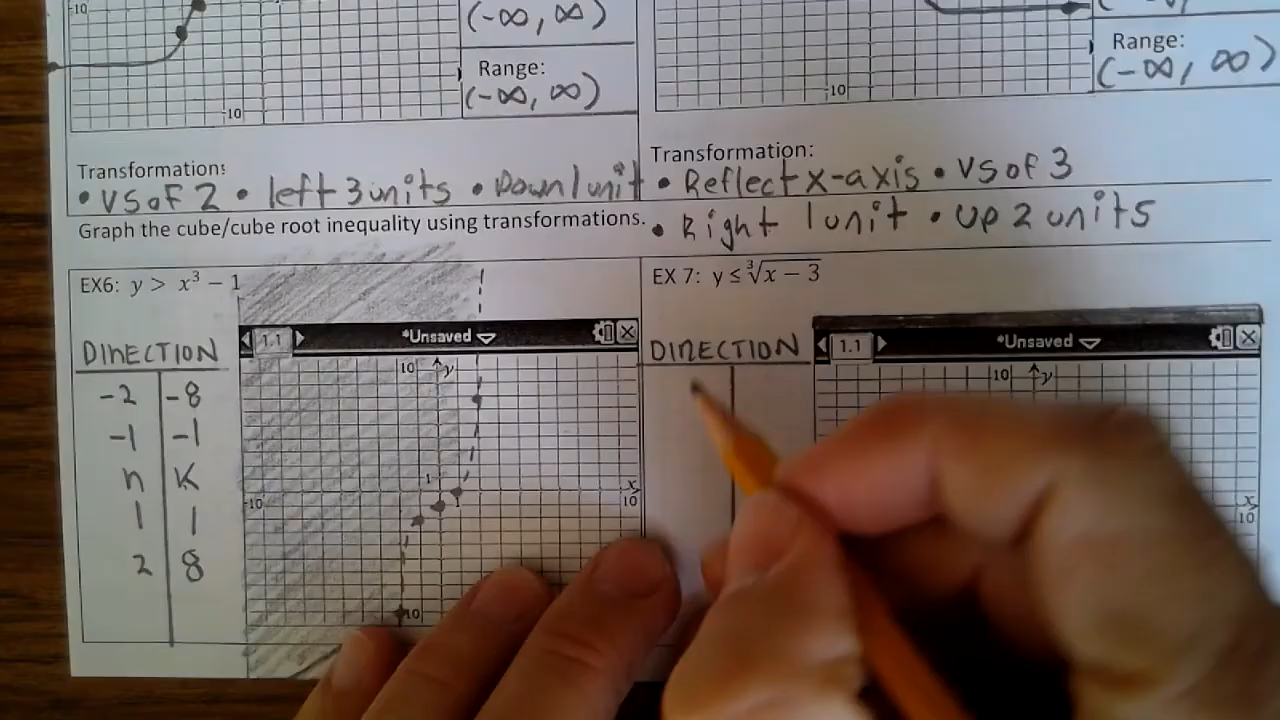 -10
(-∞, ∞)
Range:
(-∞, ∞)
-10
Range:
(-∞, ∞)
-10
Transformations
• VS of 2 • left 3 units • Down 1 unit
Transformation:
• Reflect x-axis • VS of 3
• Right 1 unit • up 2 units
Graph the cube/cube root inequality using transformations.
EX6: y > x³ − 1
DIRECTION
-2 -8
-1 -1
h K
1 1
2 8
1.1 *Unsaved
10 y
1
-10 1 x
10
-10
EX 7: y ≤ ∛(x − 3)
DIRECTION
1.1 *Unsaved
10 y
x
10